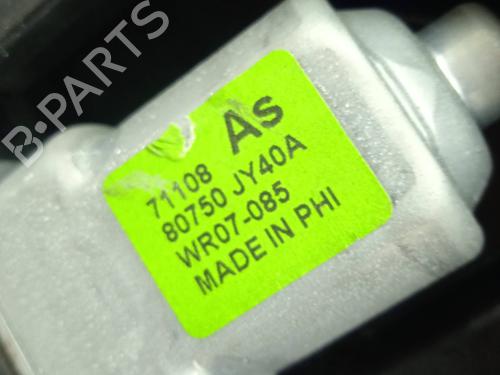 B-PARTS
As
71108
80750 JY40A
WR07-085
MADE IN PHI